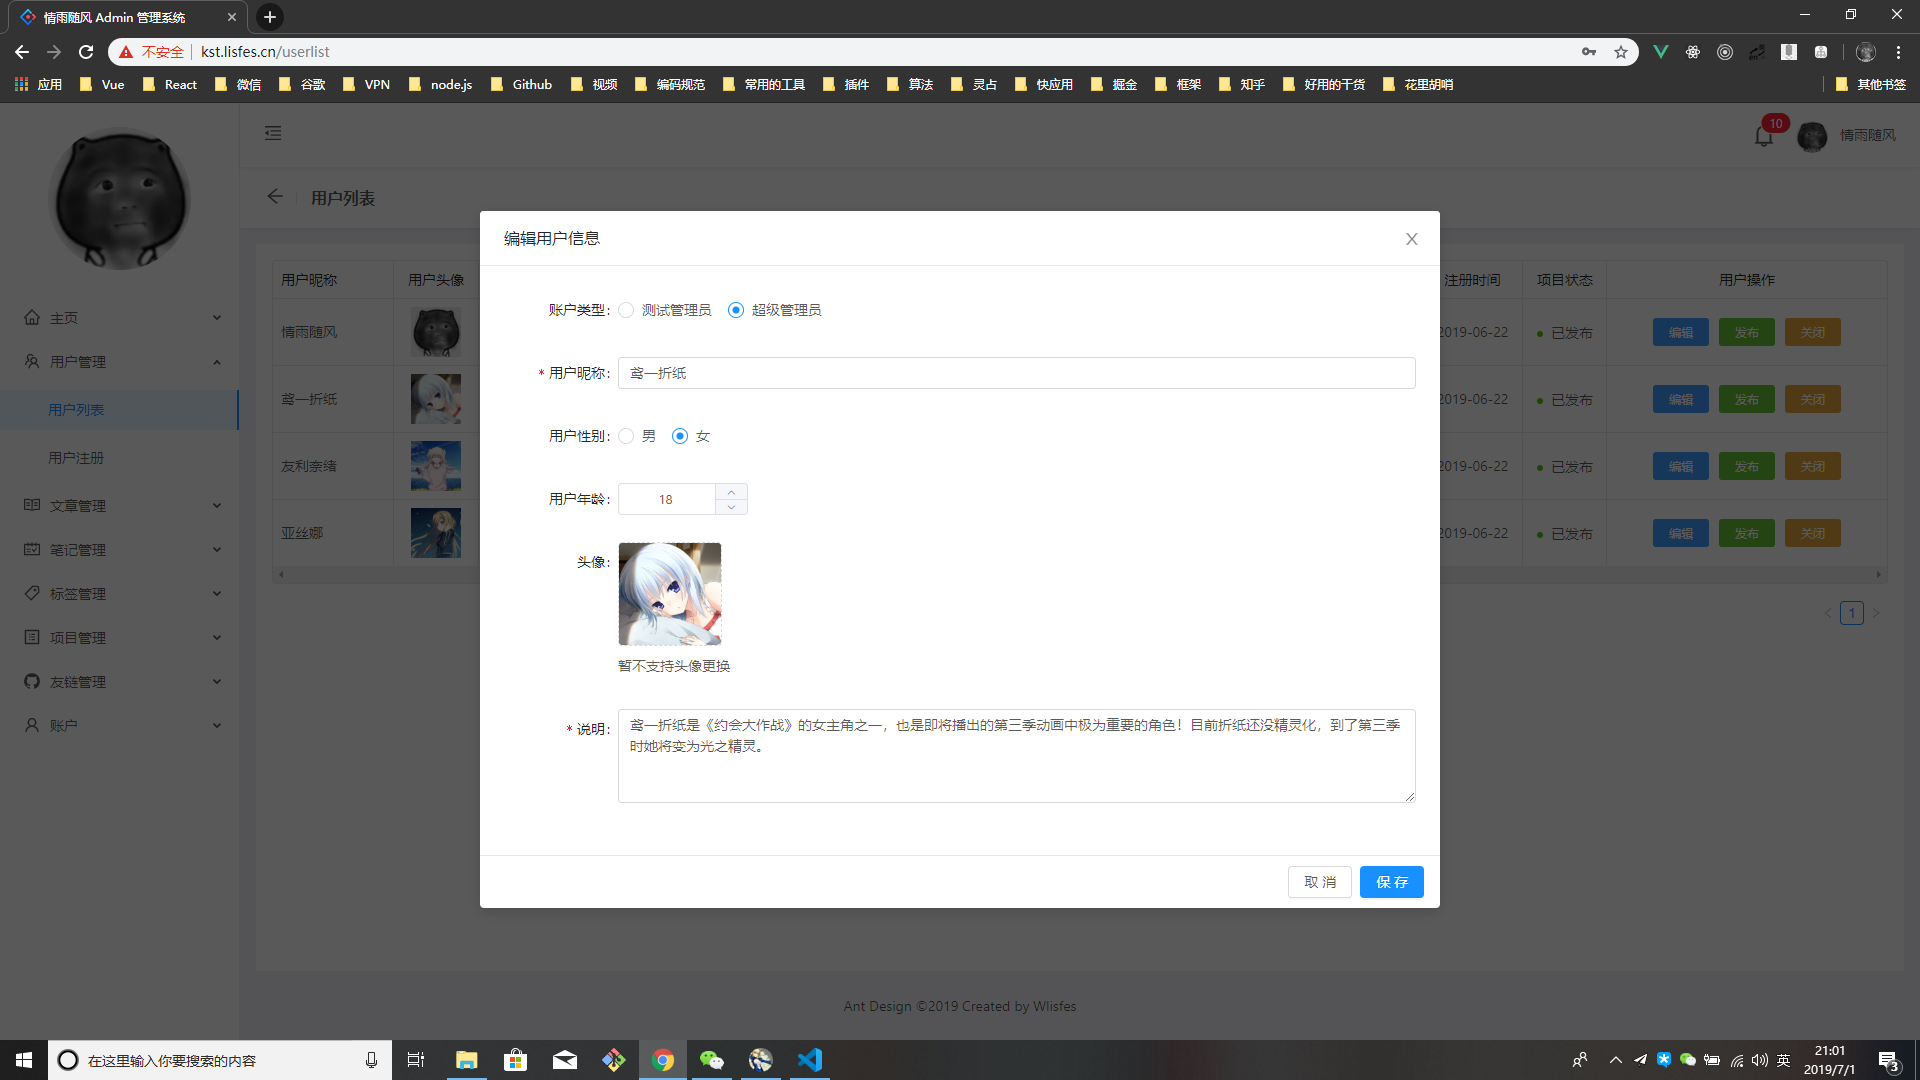 情雨随风 Admin 管理系统
不安全 kst.lisfes.cn/userlist
应用 Vue React 微信 谷歌 VPN node.js Github 视频 编码规范 常用的工具 插件 算法 灵占 快应用 掘金 框架 知乎 好用的干货 花里胡哨 其他书签
10 情雨随风
用户列表
主页
用户管理
用户列表
用户注册
文章管理
笔记管理
标签管理
项目管理
友链管理
账户
用户昵称 用户头像 注册时间 项目状态 用户操作
情雨随风 2019-06-22 已发布 编辑 发布 关闭
鸢一折纸 2019-06-22 已发布 编辑 发布 关闭
友利奈绪 2019-06-22 已发布 编辑 发布 关闭
亚丝娜 2019-06-22 已发布 编辑 发布 关闭
1
编辑用户信息
账户类型: 测试管理员 超级管理员
* 用户昵称: 鸢一折纸
用户性别: 男 女
用户年龄: 18
头像:
暂不支持头像更换
* 说明: 鸢一折纸是《约会大作战》的女主角之一，也是即将播出的第三季动画中极为重要的角色！目前折纸还没精灵化，到了第三季
时她将变为光之精灵。
取 消 保 存
Ant Design ©2019 Created by Wlisfes
在这里输入你要搜索的内容
英
21:01
2019/7/1
3